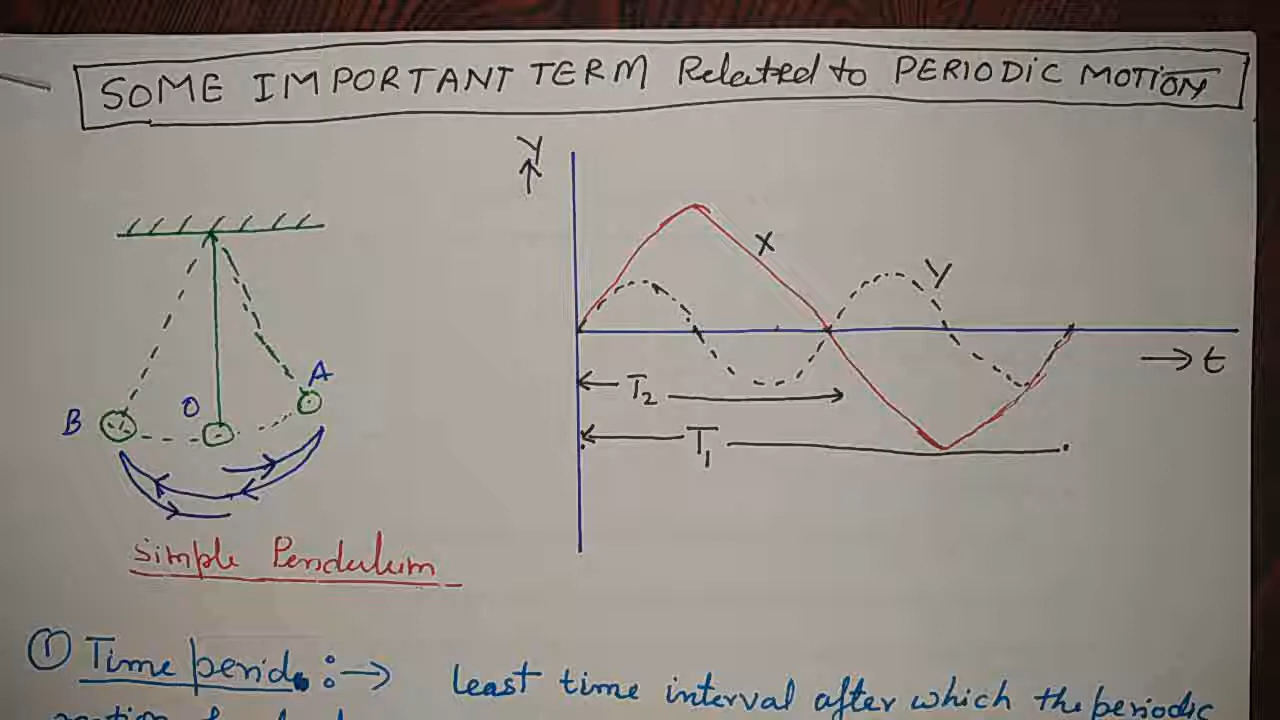 SOME IMPORTANT TERM Related to PERIODIC MOTION
y
X
Y
A
O
B
→ t
T2
T1
Simple Pendulum
① Time period :→ least time interval after which the periodic